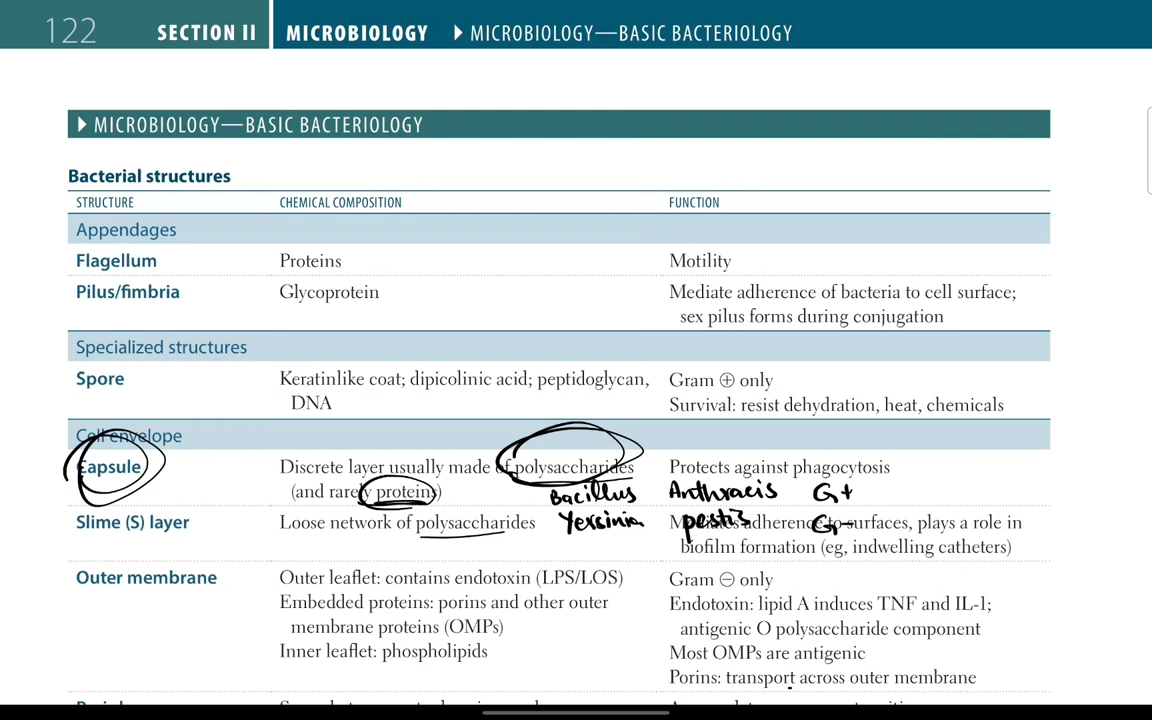 122 SECTION II MICROBIOLOGY ▶ MICROBIOLOGY—BASIC BACTERIOLOGY
▶ MICROBIOLOGY—BASIC BACTERIOLOGY
Bacterial structures
STRUCTURE CHEMICAL COMPOSITION FUNCTION
Appendages
Flagellum Proteins Motility
Pilus/fimbria Glycoprotein Mediate adherence of bacteria to cell surface;
sex pilus forms during conjugation
Specialized structures
Spore Keratinlike coat; dipicolinic acid; peptidoglycan, Gram ⊕ only
DNA Survival: resist dehydration, heat, chemicals
Cell envelope
Capsule Discrete layer usually made of polysaccharides Protects against phagocytosis
(and rarely proteins) Bacillus Anthracis G+
Yersinia pestis G-
Slime (S) layer Loose network of polysaccharides Mediates adherence to surfaces, plays a role in
biofilm formation (eg, indwelling catheters)
Outer membrane Outer leaflet: contains endotoxin (LPS/LOS) Gram ⊖ only
Embedded proteins: porins and other outer Endotoxin: lipid A induces TNF and IL-1;
membrane proteins (OMPs) antigenic O polysaccharide component
Inner leaflet: phospholipids Most OMPs are antigenic
Porins: transport across outer membrane